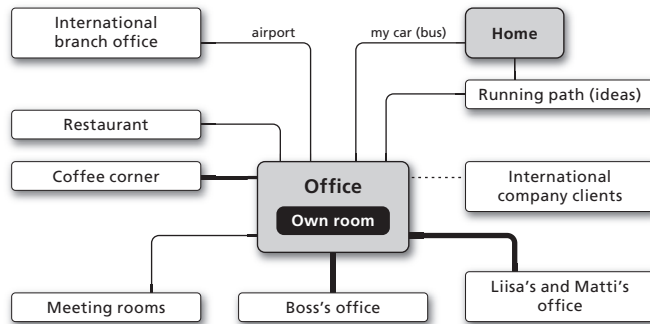 International
branch office
airport
my car (bus)
Home
Running path (ideas)
Restaurant
Coffee corner
Office
Own room
International
company clients
Meeting rooms
Boss's office
Liisa's and Matti's
office